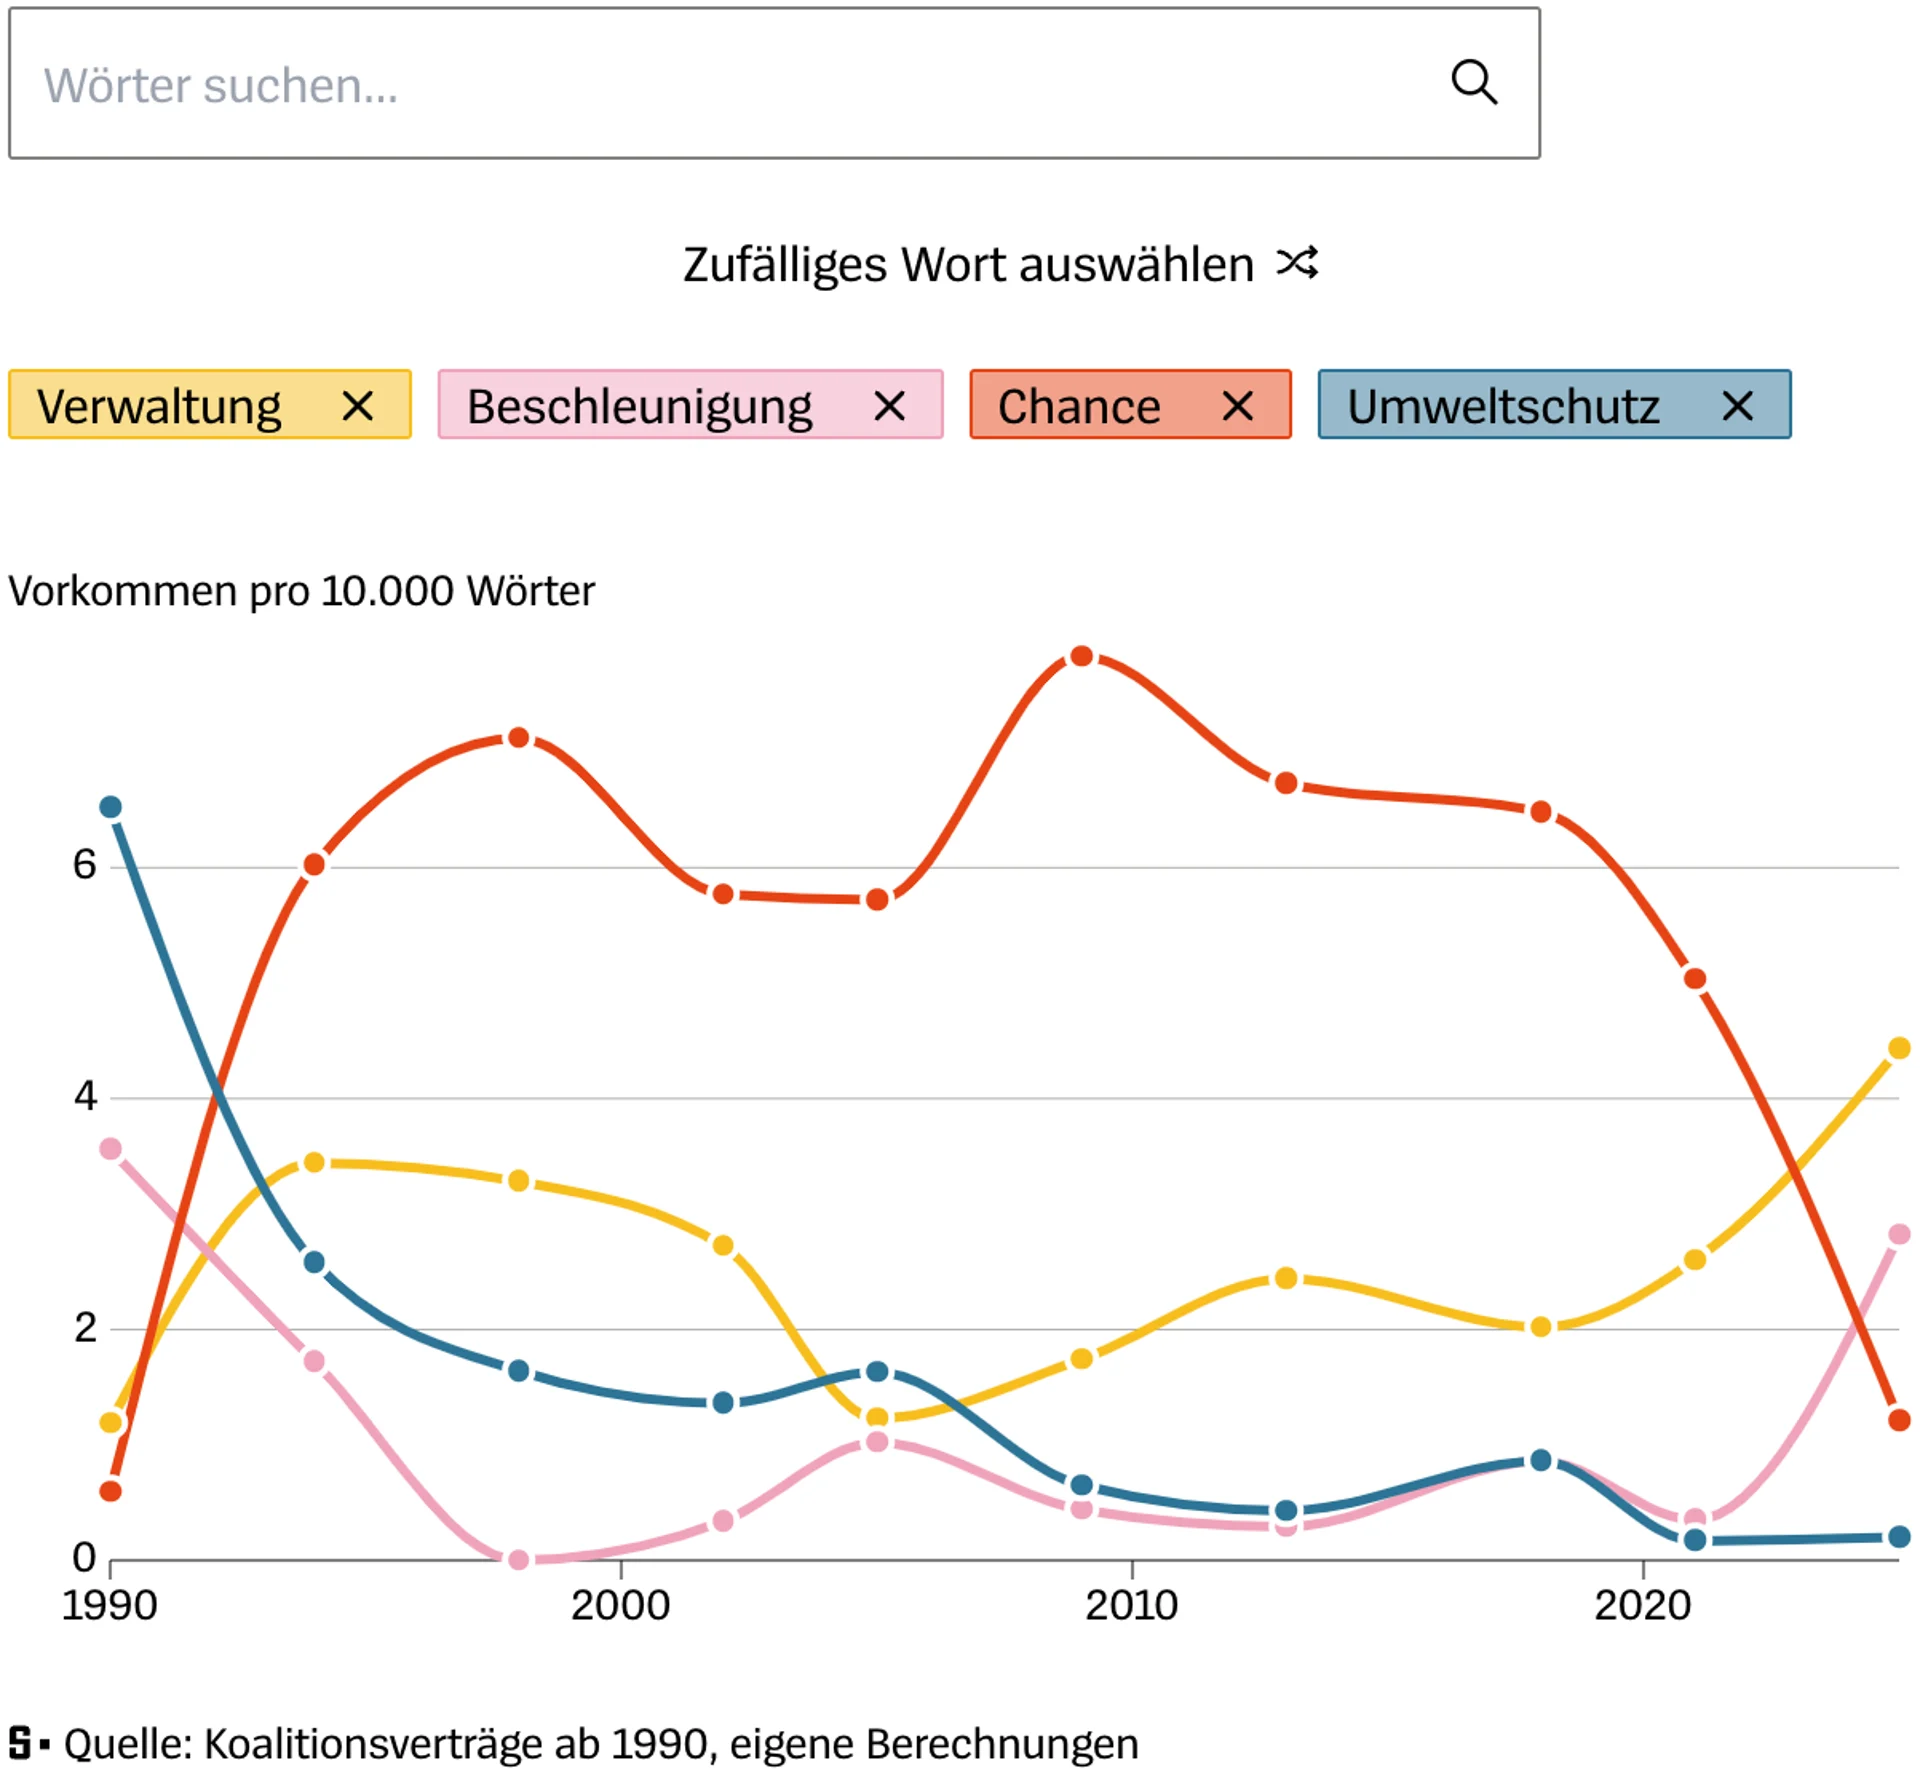 Wörter suchen...
Zufälliges Wort auswählen
Verwaltung Beschleunigung Chance Umweltschutz
Vorkommen pro 10.000 Wörter
6
4
2
0
1990 2000 2010 2020
S Quelle: Koalitionsverträge ab 1990, eigene Berechnungen